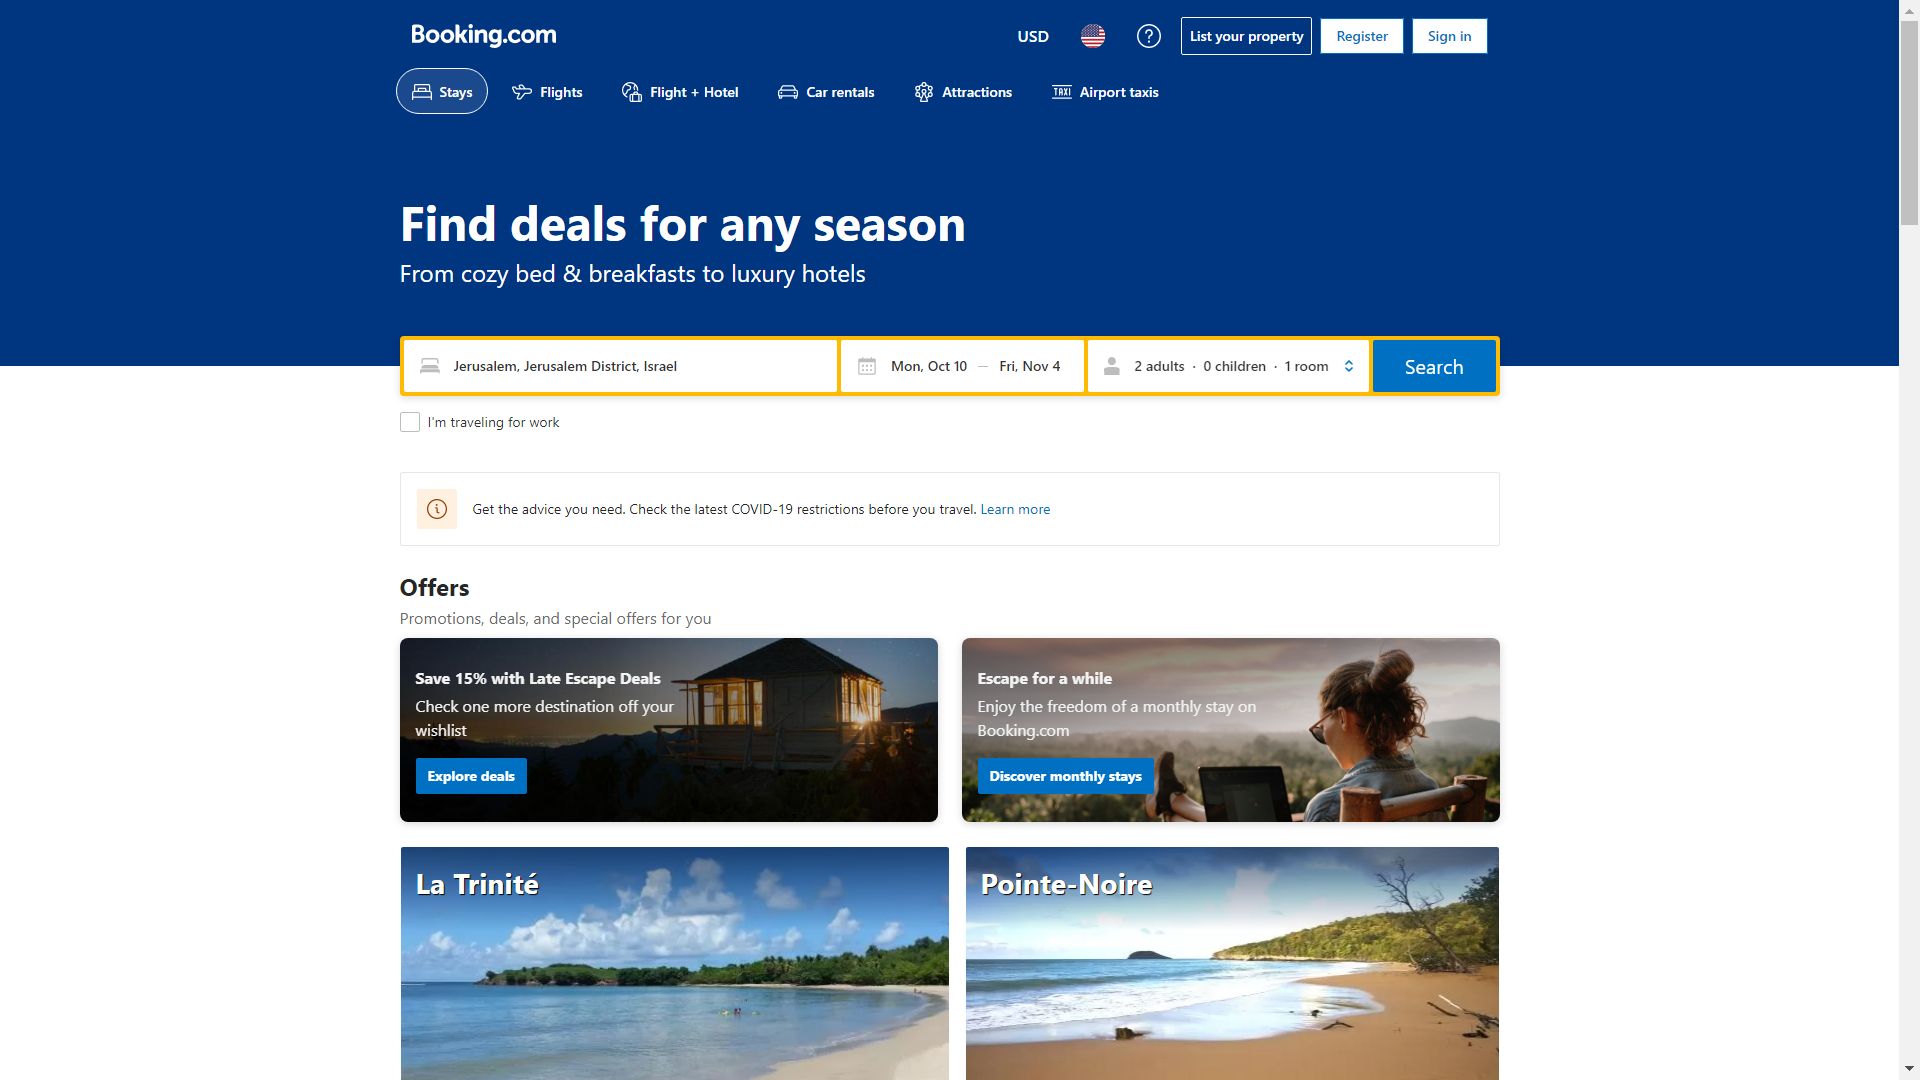 Booking.com
USD
List your property
Register
Sign in
Stays
Flights
Flight + Hotel
Car rentals
Attractions
TAXI Airport taxis
Find deals for any season
From cozy bed & breakfasts to luxury hotels
Jerusalem, Jerusalem District, Israel
Mon, Oct 10 — Fri, Nov 4
2 adults · 0 children · 1 room
Search
I'm traveling for work
Get the advice you need. Check the latest COVID-19 restrictions before you travel. Learn more
Offers
Promotions, deals, and special offers for you
Save 15% with Late Escape Deals
Check one more destination off your
wishlist
Explore deals
Escape for a while
Enjoy the freedom of a monthly stay on
Booking.com
Discover monthly stays
La Trinité
Pointe-Noire